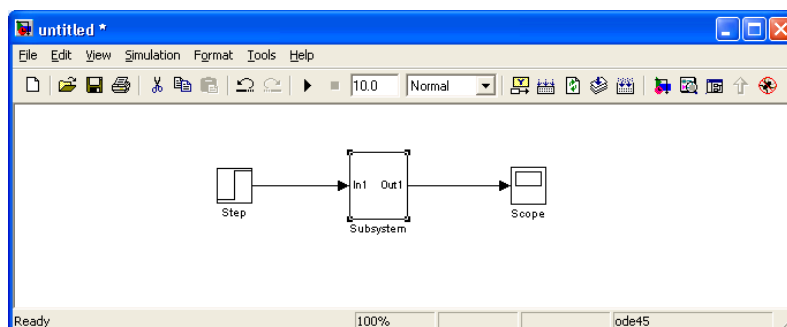 untitled *
File Edit View Simulation Format Tools Help
10.0 Normal
In1 Out1
Step
Scope
Subsystem
Ready 100% ode45